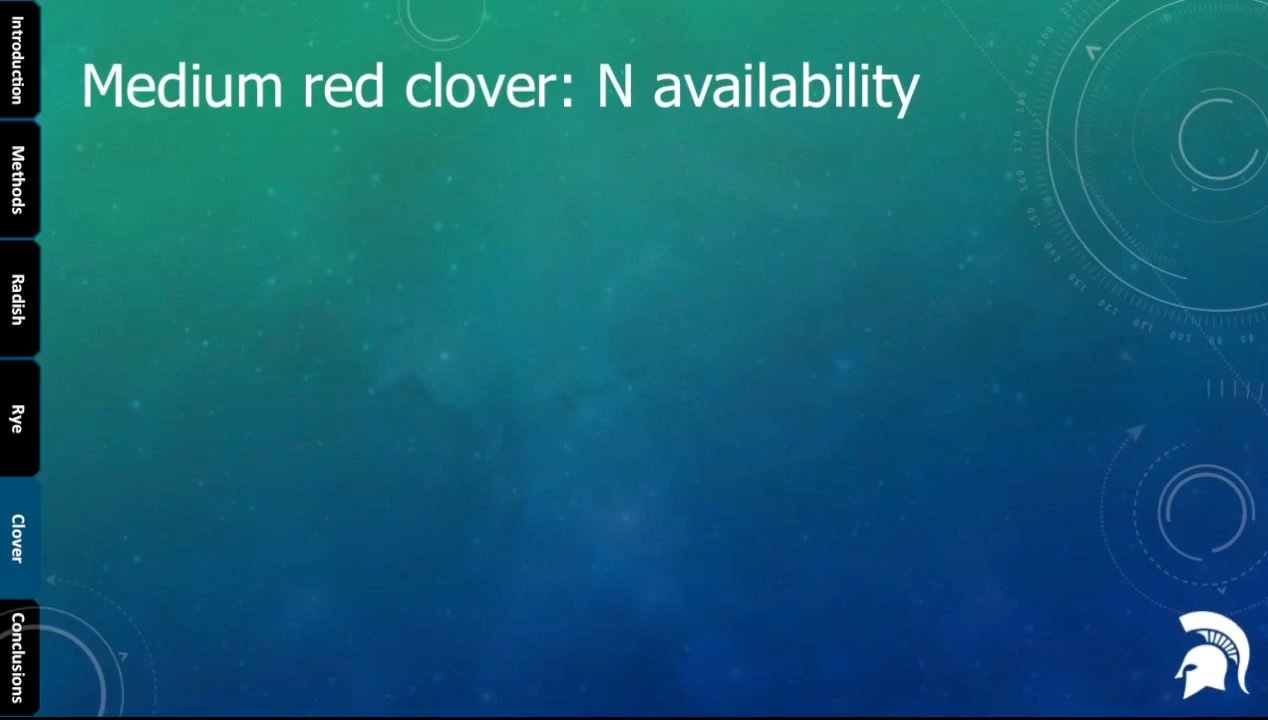 Medium red clover: N availability
Introduction
Methods
Radish
Rye
Clover
Conclusions